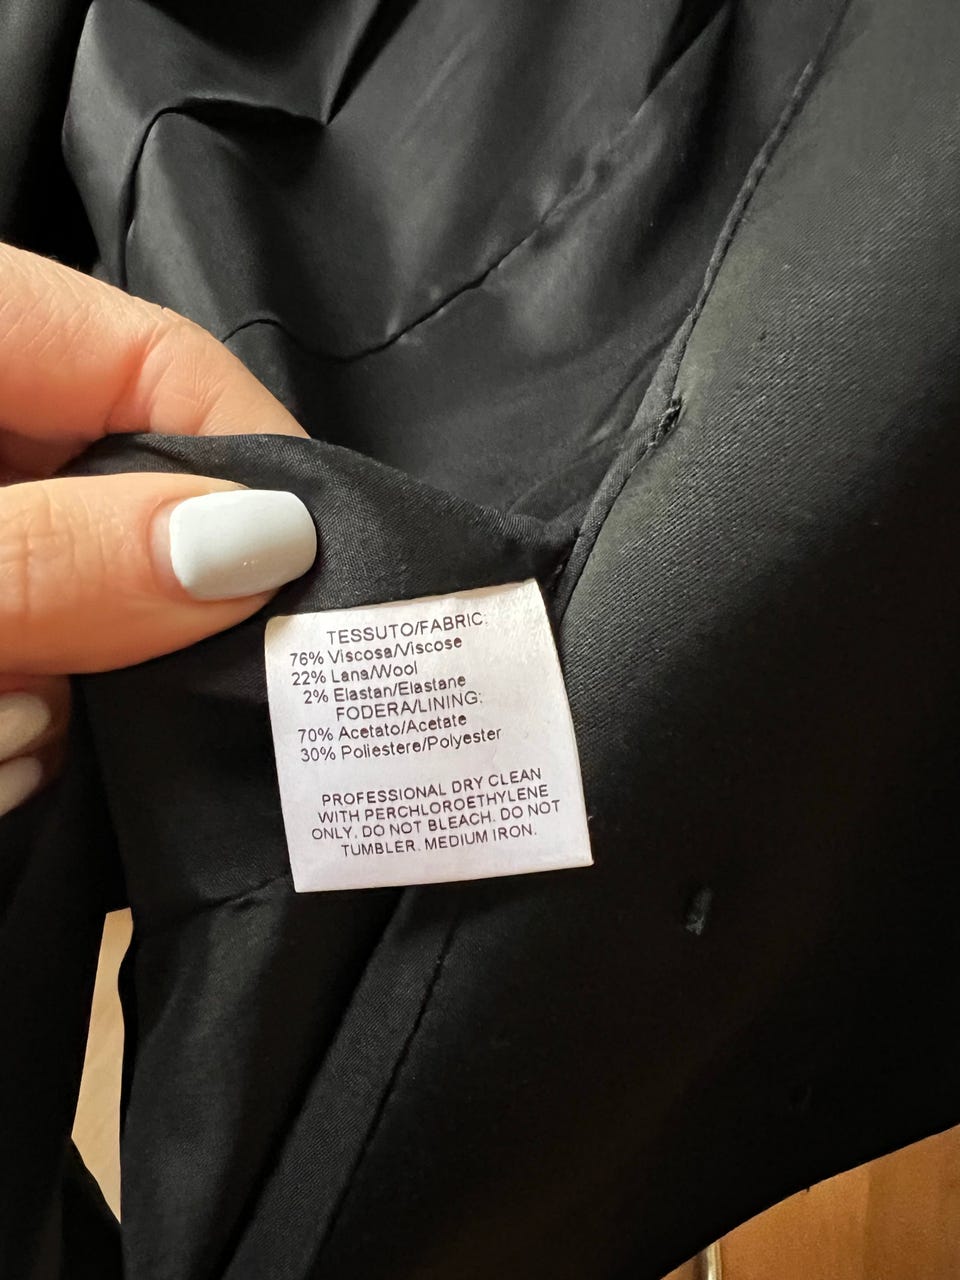 TESSUTO/FABRIC:
76% Viscosa/Viscose
22% Lana/Wool
2% Elastan/Elastane
FODERA/LINING:
70% Acetato/Acetate
30% Poliestere/Polyester
PROFESSIONAL DRY CLEAN
WITH PERCHLOROETHYLENE
ONLY. DO NOT BLEACH. DO NOT
TUMBLER. MEDIUM IRON.